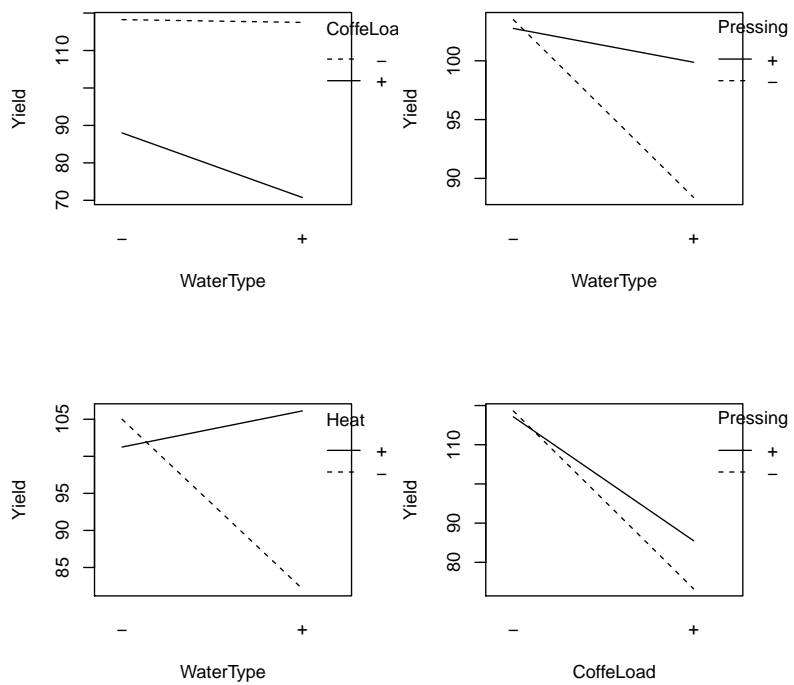 CoffeLoa
–
+
Yield
70
80
90
110
–
+
WaterType
Pressing
+
–
Yield
90
95
100
–
+
WaterType
Heat
+
–
Yield
85
90
95
105
–
+
WaterType
Pressing
+
–
Yield
80
90
110
–
+
CoffeLoad